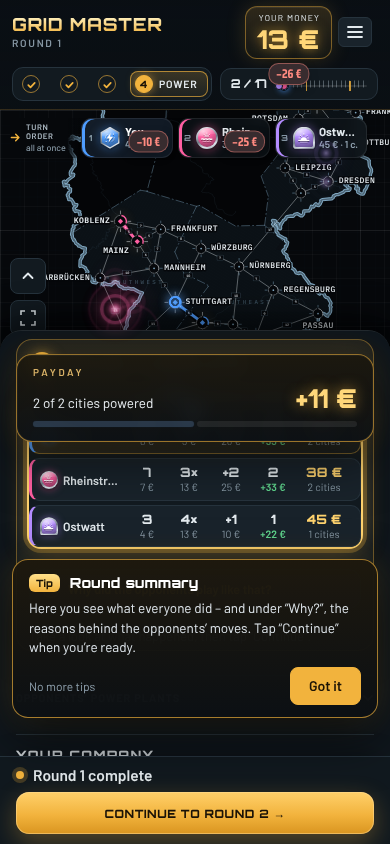 GRID MASTER
ROUND 1
YOUR MONEY
13 €
4 POWER
2 / 17
-26 €
TURN ORDER
all at once
1
-10 €
2
-25 €
3 Ostw...
45 € · 1 c.
LEIPZIG
DRESDEN
KOBLENZ
FRANKFURT
MAINZ
WÜRZBURG
MANNHEIM
NÜRNBERG
ARBRÜCKEN
STUTTGART
REGENSBURG
PASSAU
PAYDAY
2 of 2 cities powered
+11 €
Rheinstr...
7 3x +2 2 38 €
7 € 13 € 25 € +33 € 2 cities
Ostwatt
3 4x +1 1 45 €
4 € 13 € 10 € +22 € 1 cities
Tip Round summary
Here you see what everyone did – and under “Why?”, the
reasons behind the opponents’ moves. Tap “Continue”
when you’re ready.
No more tips
Got it
YOUR COMPANY
Round 1 complete
CONTINUE TO ROUND 2 →